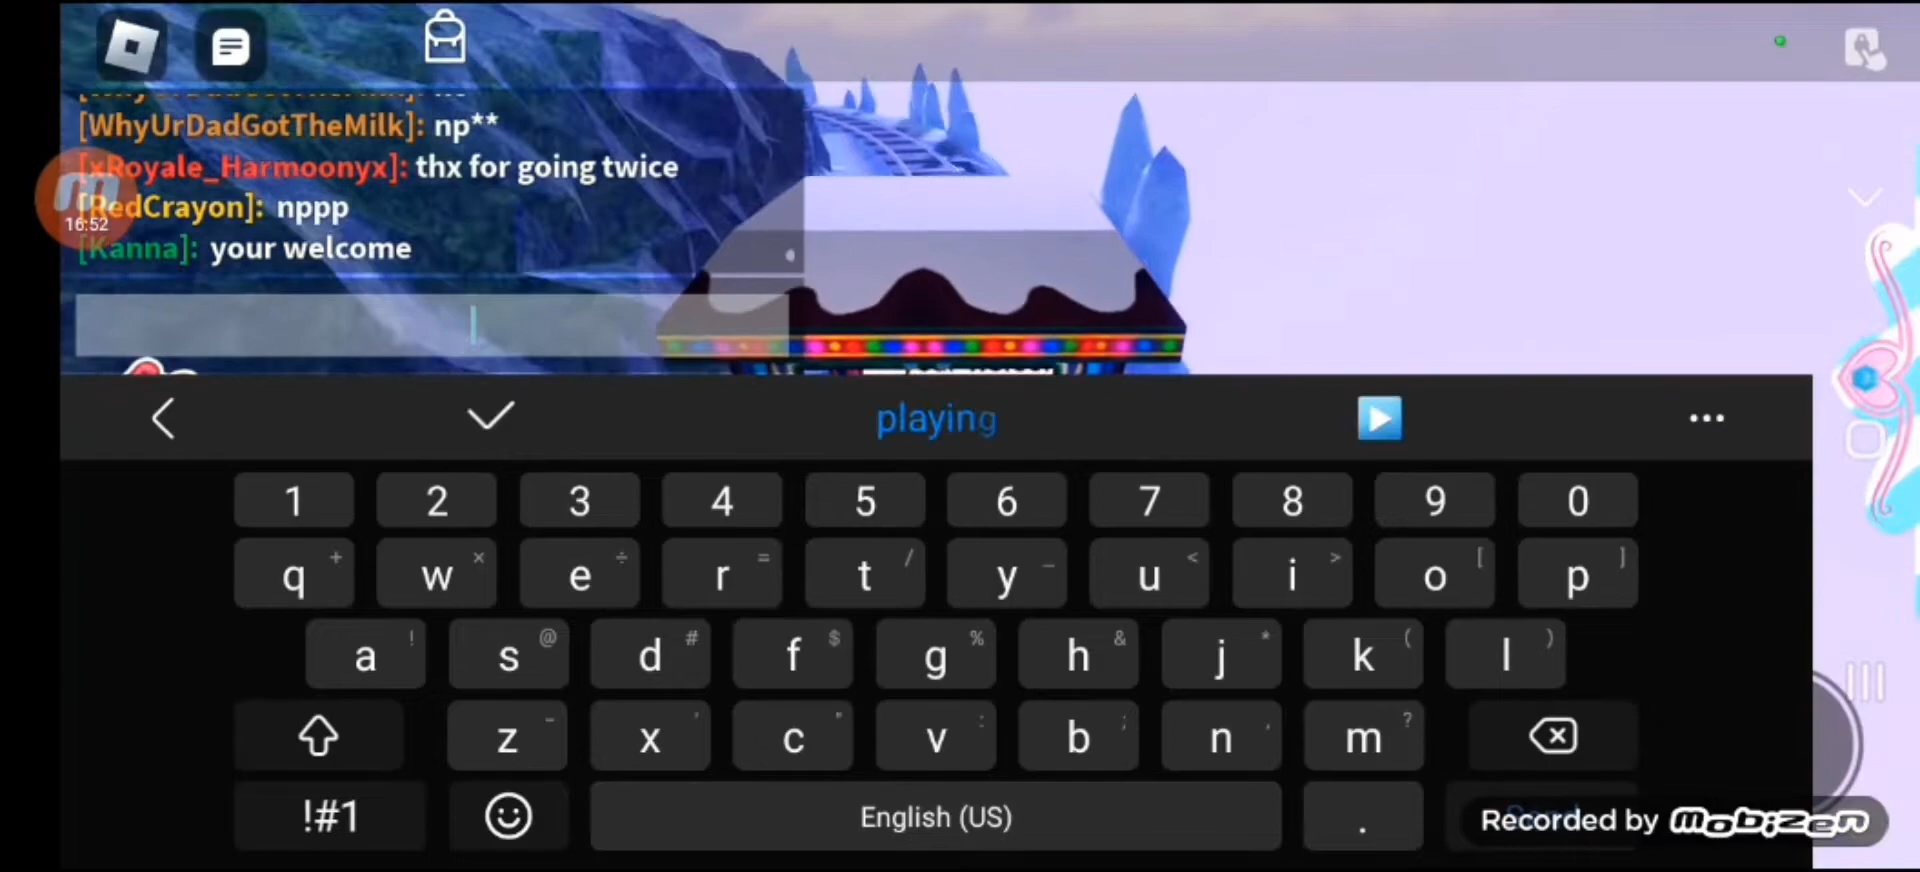 [WhyUrDadGotTheMilk]: np**
[xRoyale_Harmoonyx]: thx for going twice
[RedCrayon]: nppp
16:52
[Kanna]: your welcome
playing
1 2 3 4 5 6 7 8 9 0
q + w × e ÷ r = t / y _ u < i > o [ p ]
a ! s @ d # f $ g % h & j * k ( l )
z - x ' c " v : b ; n , m ?
!#1 English (US) .
Recorded by Mobizen